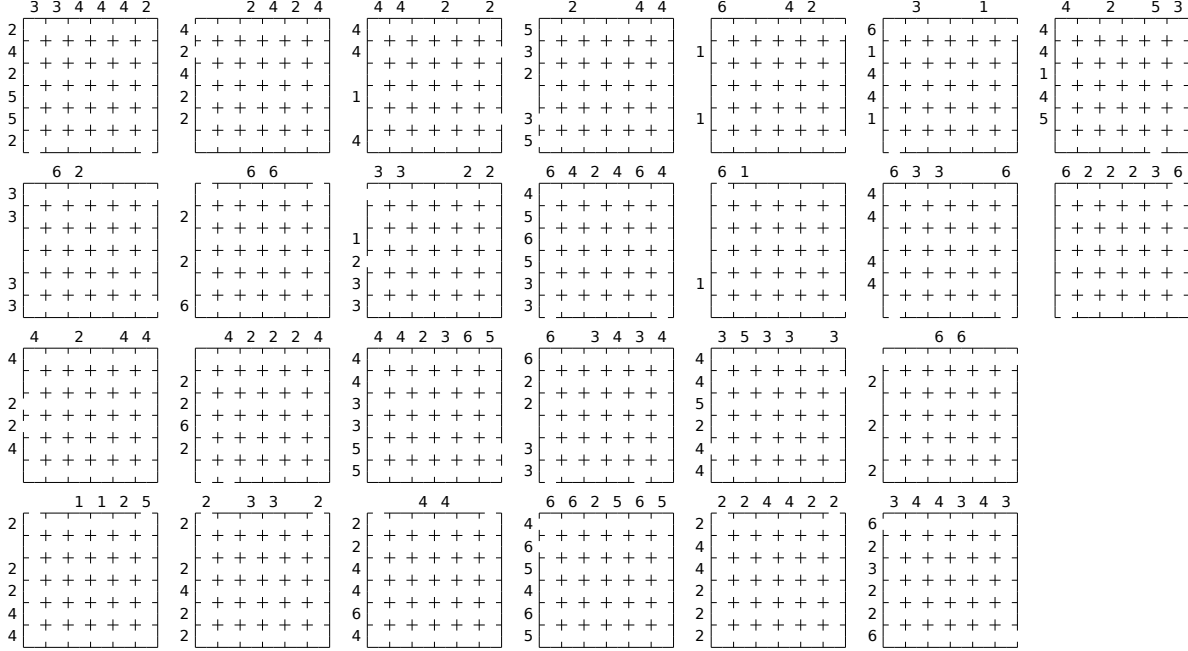 3 3 4 4 4 2 2 4 2 4 4 4 2 2 2 4 4 6 4 2 3 1 4 2 5 3
2 4 4 5 6 4
4 2 4 3 1 1 4
2 4 2 4 1
5 2 1 4 4
5 2 3 1 1 5
2 4 5
6 2 6 6 3 3 2 2 6 4 2 4 6 4 6 1 6 3 3 6 6 2 2 2 3 6
3 4 4
3 2 5 4
1 6
2 2 5 4
3 3 3 1 4
3 6 3 3
4 2 4 4 4 2 2 2 4 4 4 2 3 6 5 6 3 4 3 4 3 5 3 3 3 6 6
4 4 6 4
2 4 2 4 2
2 2 3 2 5
2 6 3 2 2
4 2 5 3 4
5 3 4 2
1 1 2 5 2 3 3 2 4 4 6 6 2 5 6 5 2 2 4 4 2 2 3 4 4 3 4 3
2 2 2 4 2 6
2 6 4 2
2 2 4 5 4 3
2 4 4 4 2 2
4 2 6 6 2 2
4 2 4 5 2 6